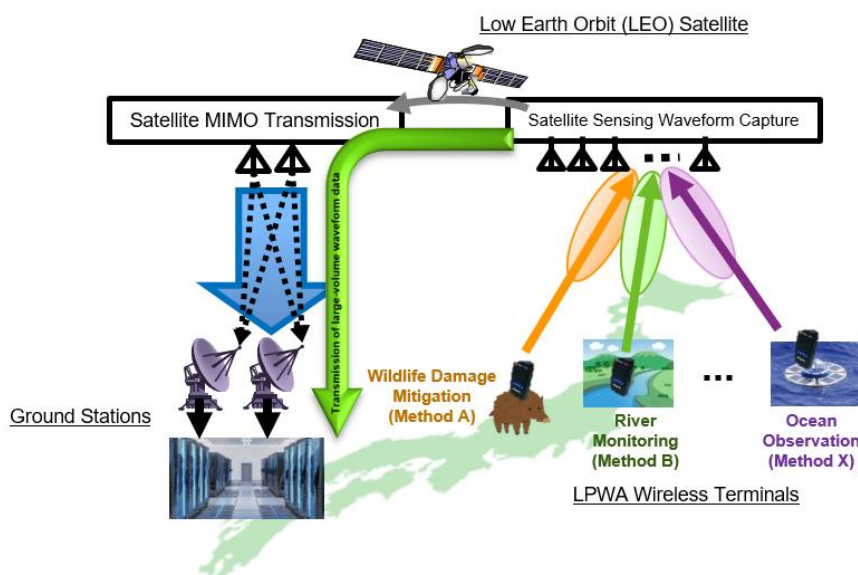 Low Earth Orbit (LEO) Satellite
Satellite MIMO Transmission
Satellite Sensing Waveform Capture
Transmission of large-volume waveform data
Wildlife Damage
Mitigation
(Method A)
River
Monitoring
(Method B)
...
Ocean
Observation
(Method X)
Ground Stations
LPWA Wireless Terminals